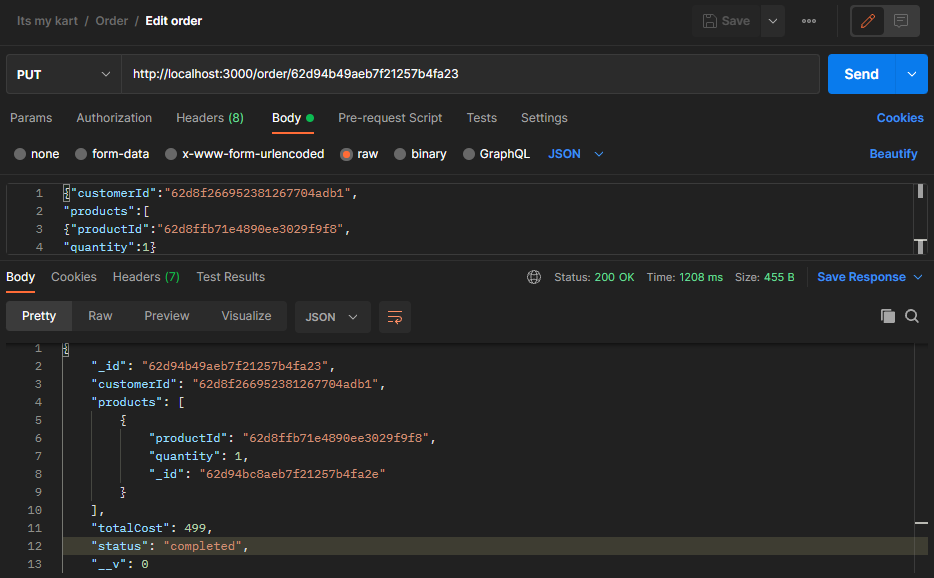 Its my kart / Order / Edit order
Save
PUT
http://localhost:3000/order/62d94b49aeb7f21257b4fa23
Send
Params Authorization Headers (8) Body Pre-request Script Tests Settings Cookies
none form-data x-www-form-urlencoded raw binary GraphQL JSON Beautify
1 {"customerId":"62d8f266952381267704adb1",
2 "products":[
3 {"productId":"62d8ffb71e4890ee3029f9f8",
4 "quantity":1}
Body Cookies Headers (7) Test Results Status: 200 OK Time: 1208 ms Size: 455 B Save Response
Pretty Raw Preview Visualize JSON
1 {
2 "_id": "62d94b49aeb7f21257b4fa23",
3 "customerId": "62d8f266952381267704adb1",
4 "products": [
5 {
6 "productId": "62d8ffb71e4890ee3029f9f8",
7 "quantity": 1,
8 "_id": "62d94bc8aeb7f21257b4fa2e"
9 }
10 ],
11 "totalCost": 499,
12 "status": "completed",
13 "__v": 0